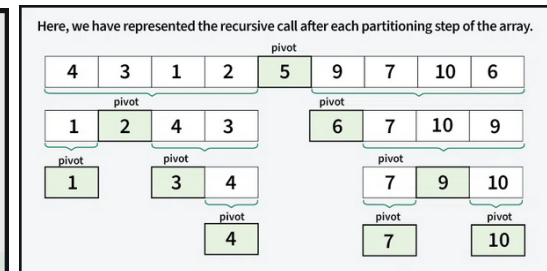 Here, we have represented the recursive call after each partitioning step of the array.
pivot
4 3 1 2 5 9 7 10 6
pivot pivot
1 2 4 3 6 7 10 9
pivot pivot pivot
1 3 4 7 9 10
pivot pivot pivot
4 7 10